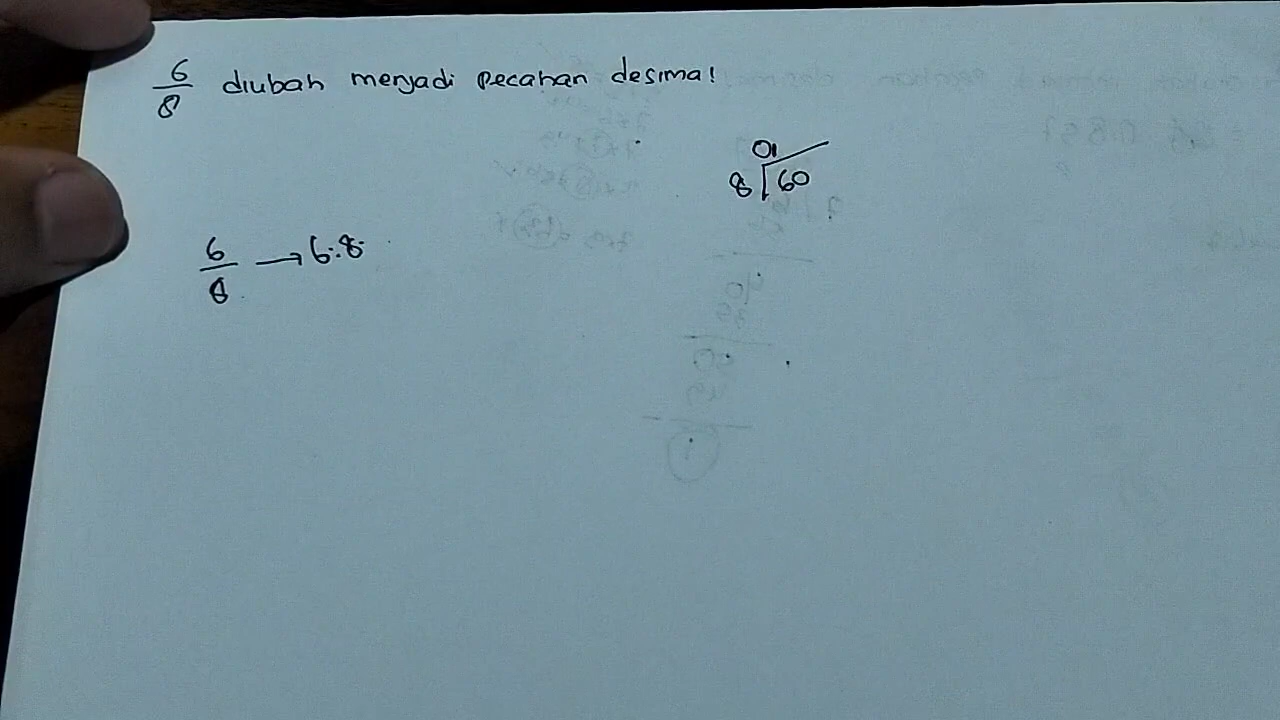 6/8 diubah menjadi pecahan desimal
0,
8 60
6/8 → 6:8